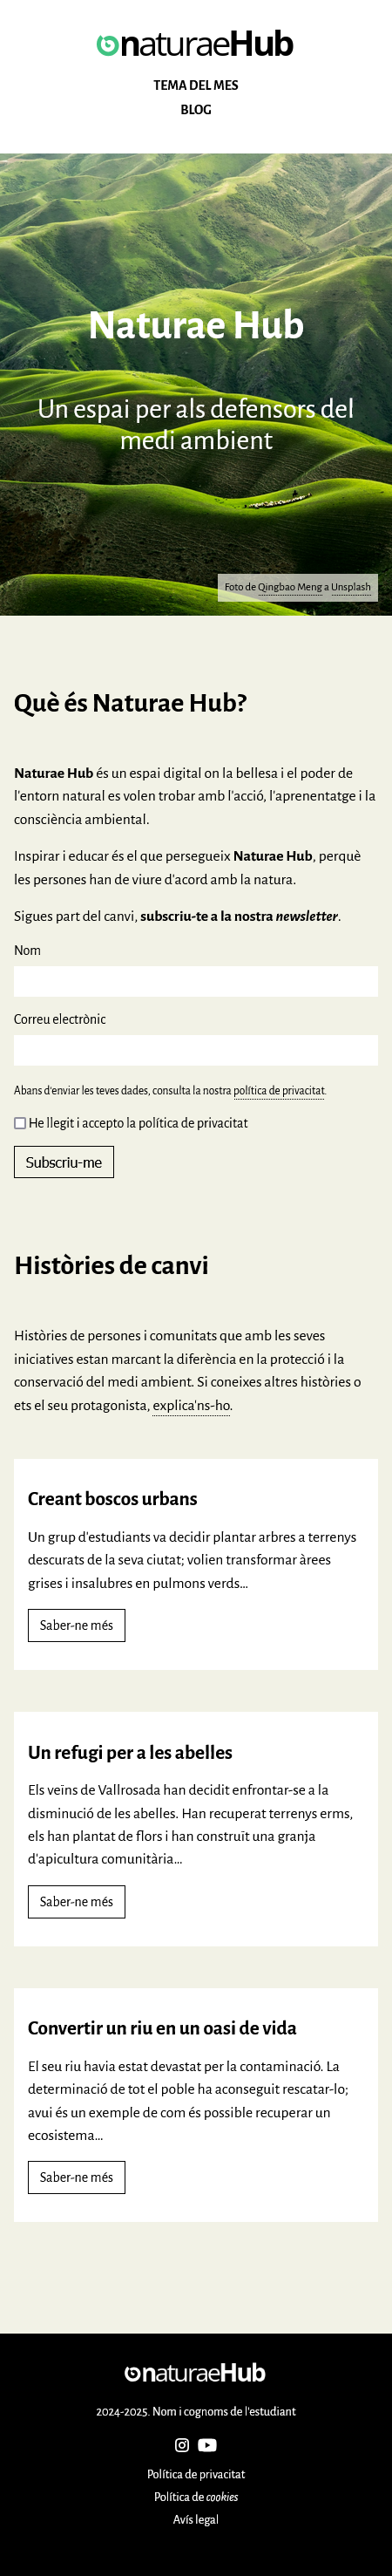 naturaeHub
TEMA DEL MES
BLOG
Naturae Hub
Un espai per als defensors del
medi ambient
Foto de Qingbao Meng a Unsplash
Què és Naturae Hub?
Naturae Hub és un espai digital on la bellesa i el poder de
l'entorn natural es volen trobar amb l'acció, l'aprenentatge i la
consciència ambiental.
Inspirar i educar és el que persegueix Naturae Hub, perquè
les persones han de viure d'acord amb la natura.
Sigues part del canvi, subscriu-te a la nostra newsletter.
Nom
Correu electrònic
Abans d'enviar les teves dades, consulta la nostra política de privacitat.
He llegit i accepto la política de privacitat
Subscriu-me
Històries de canvi
Històries de persones i comunitats que amb les seves
iniciatives estan marcant la diferència en la protecció i la
conservació del medi ambient. Si coneixes altres històries o
ets el seu protagonista, explica'ns-ho.
Creant boscos urbans
Un grup d'estudiants va decidir plantar arbres a terrenys
descurats de la seva ciutat; volien transformar àrees
grises i insalubres en pulmons verds...
Saber-ne més
Un refugi per a les abelles
Els veïns de Vallrosada han decidit enfrontar-se a la
disminució de les abelles. Han recuperat terrenys erms,
els han plantat de flors i han construït una granja
d'apicultura comunitària...
Saber-ne més
Convertir un riu en un oasi de vida
El seu riu havia estat devastat per la contaminació. La
determinació de tot el poble ha aconseguit rescatar-lo;
avui és un exemple de com és possible recuperar un
ecosistema...
Saber-ne més
naturaeHub
2024-2025. Nom i cognoms de l'estudiant
Política de privacitat
Política de cookies
Avís legal